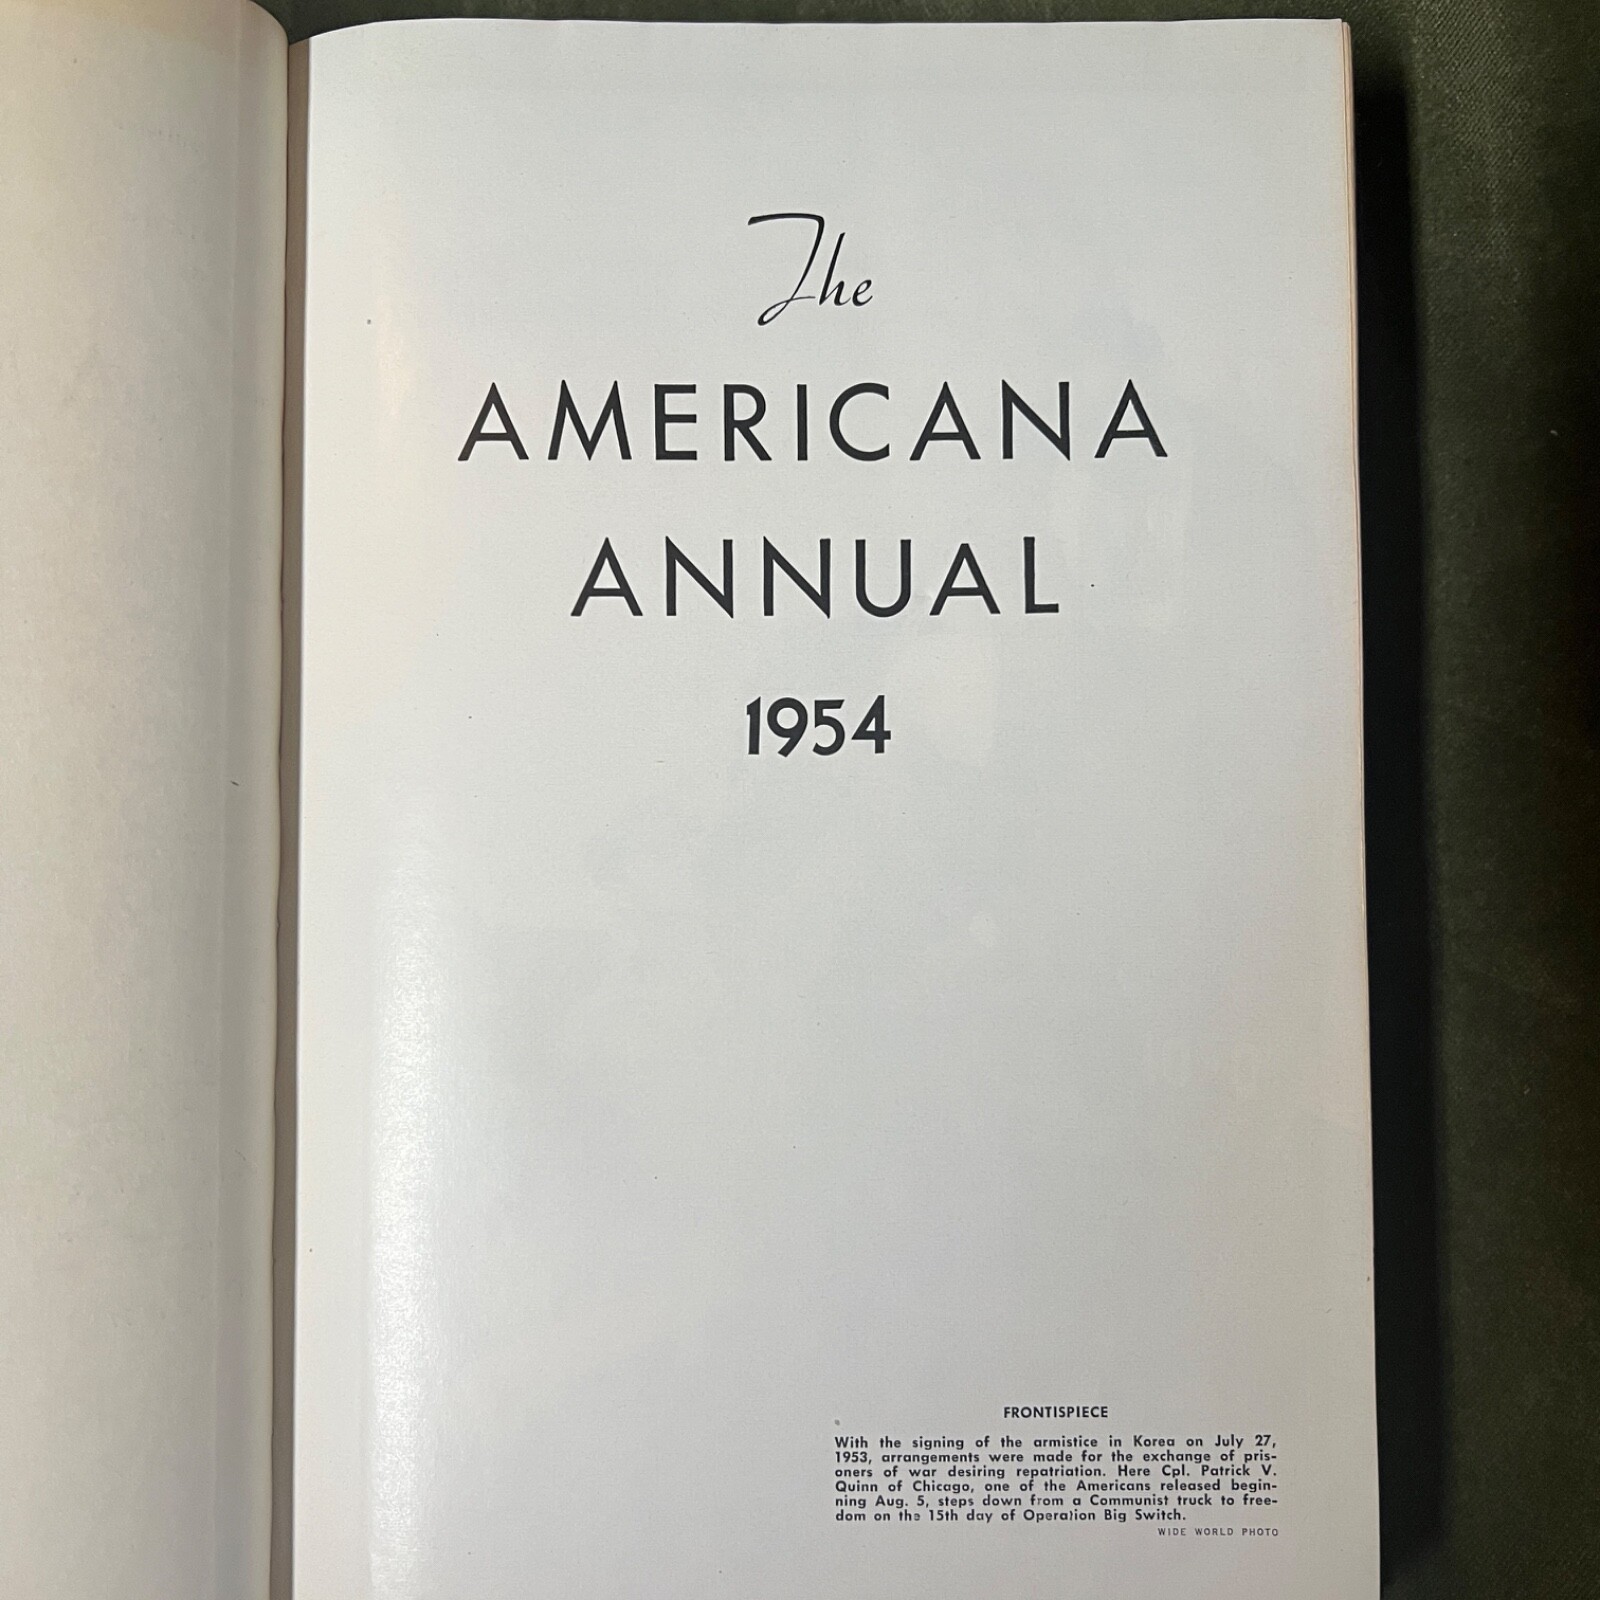 The
AMERICANA
ANNUAL
1954
FRONTISPIECE
With the signing of the armistice in Korea on July 27,
1953, arrangements were made for the exchange of pris-
oners of war desiring repatriation. Here Cpl. Patrick V.
Quinn of Chicago, one of the Americans released begin-
ning Aug. 5, steps down from a Communist truck to free-
dom on the 15th day of Operation Big Switch.
WIDE WORLD PHOTO